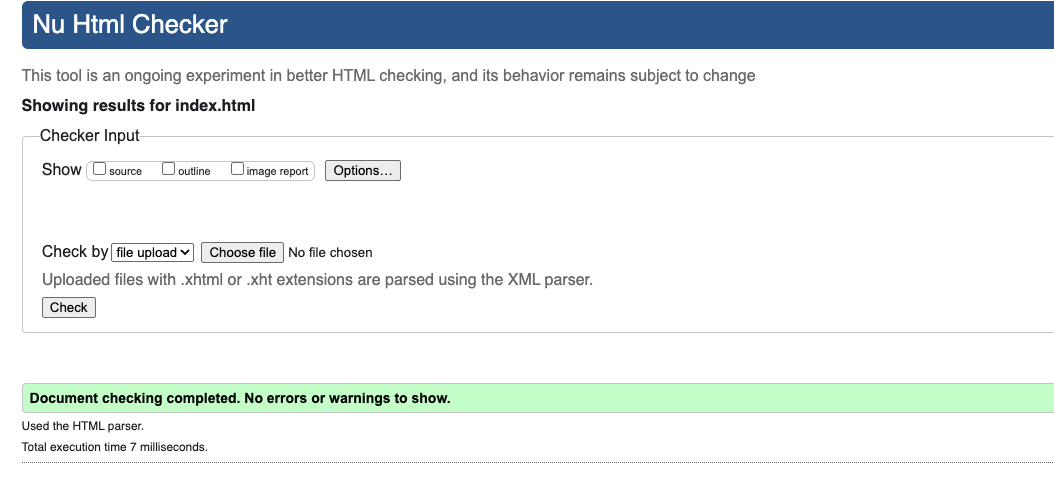 Nu Html Checker
This tool is an ongoing experiment in better HTML checking, and its behavior remains subject to change
Showing results for index.html
Checker Input
Show source outline image report Options...
Check by file upload Choose file No file chosen
Uploaded files with .xhtml or .xht extensions are parsed using the XML parser.
Check
Document checking completed. No errors or warnings to show.
Used the HTML parser.
Total execution time 7 milliseconds.